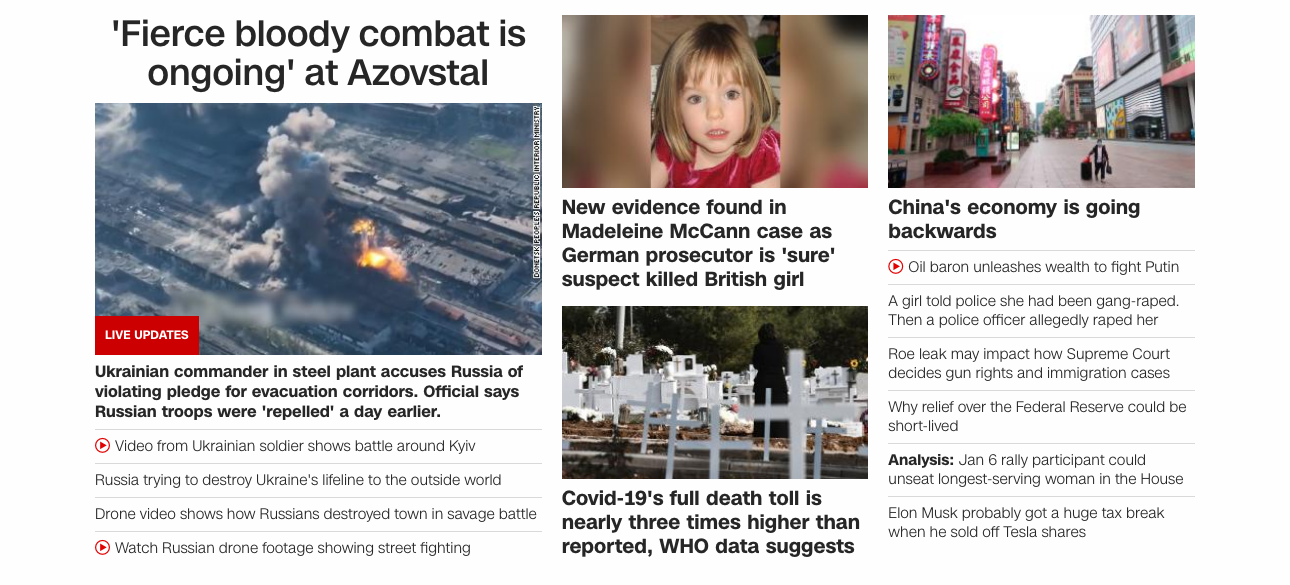 'Fierce bloody combat is
ongoing' at Azovstal
DONETSK PEOPLE'S REPUBLIC INTERIOR MINISTRY
LIVE UPDATES
Ukrainian commander in steel plant accuses Russia of
violating pledge for evacuation corridors. Official says
Russian troops were 'repelled' a day earlier.
Video from Ukrainian soldier shows battle around Kyiv
Russia trying to destroy Ukraine's lifeline to the outside world
Drone video shows how Russians destroyed town in savage battle
Watch Russian drone footage showing street fighting
New evidence found in
Madeleine McCann case as
German prosecutor is 'sure'
suspect killed British girl
Covid-19's full death toll is
nearly three times higher than
reported, WHO data suggests
China's economy is going
backwards
Oil baron unleashes wealth to fight Putin
A girl told police she had been gang-raped.
Then a police officer allegedly raped her
Roe leak may impact how Supreme Court
decides gun rights and immigration cases
Why relief over the Federal Reserve could be
short-lived
Analysis: Jan 6 rally participant could
unseat longest-serving woman in the House
Elon Musk probably got a huge tax break
when he sold off Tesla shares